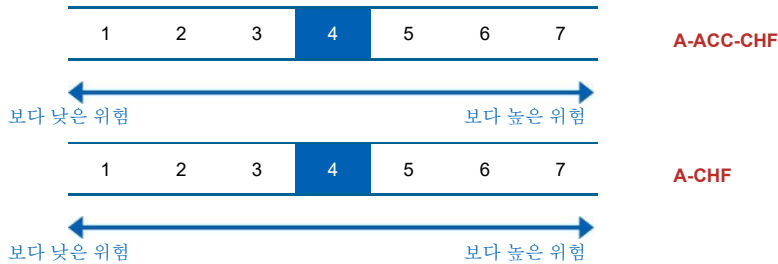 1 2 3 4 5 6 7 A-ACC-CHF
보다 낮은 위험 보다 높은 위험
1 2 3 4 5 6 7 A-CHF
보다 낮은 위험 보다 높은 위험